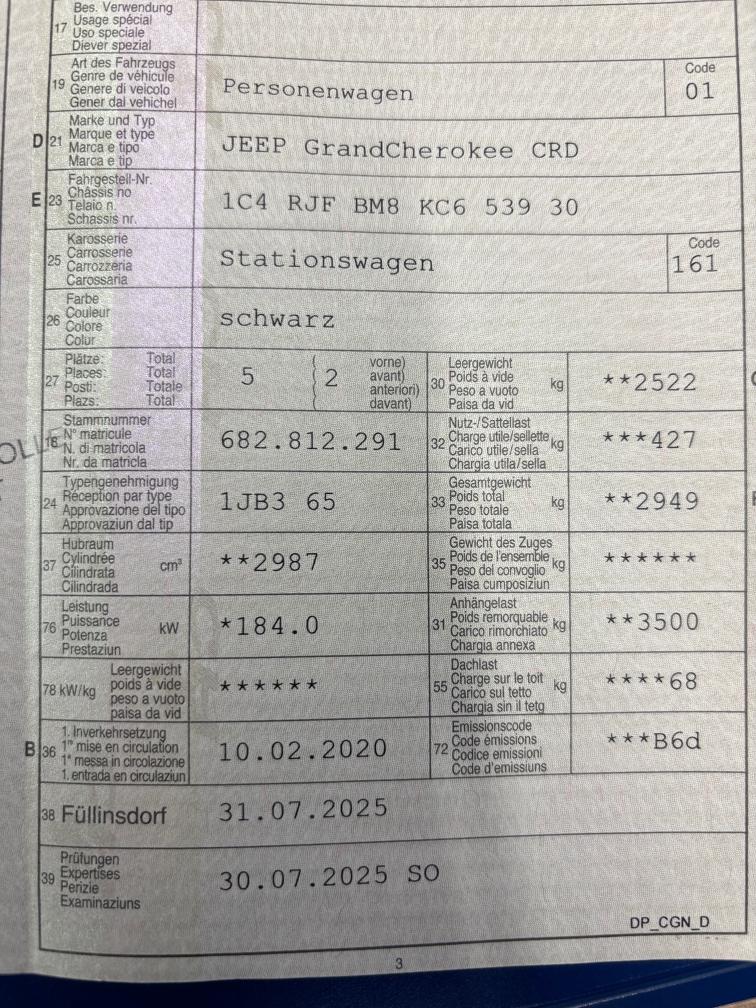 Bes. Verwendung
17 Usage spécial
Uso speciale
Diever spezial
Art des Fahrzeugs
19 Genre de véhicule
Genere di veicolo
Gener dal vehichel
Personenwagen
Code
01
Marke und Typ
D 21 Marque et type
Marca e tipo
Marca e tip
JEEP GrandCherokee CRD
Fahrgestell-Nr.
E 23 Châssis no
Telaio n.
Schassis nr.
1C4 RJF BM8 KC6 539 30
Karosserie
25 Carrosserie
Carrozzeria
Carossaria
Stationswagen
Code
161
Farbe
26 Couleur
Colore
Colur
schwarz
Plätze: Total
27 Places: Total
Posti: Totale
Plazs: Total
5 ( 2 vorne)
avant)
anteriori)
davant)
Leergewicht
30 Poids à vide kg
Peso a vuoto
Paisa da vid
**2522
Stammnummer
18 N° matricule
N. di matricola
Nr. da matricla
682.812.291
Nutz-/Sattellast
32 Charge utile/sellette kg
Carico utile/sella
Chargia utila/sella
***427
Typengenehmigung
24 Réception par type
Approvazione del tipo
Approvaziun dal tip
1JB3 65
Gesamtgewicht
33 Poids total kg
Peso totale
Paisa totala
**2949
Hubraum
37 Cylindrée cm³
Cilindrata
Cilindrada
**2987
Gewicht des Zuges
35 Poids de l'ensemble kg
Peso del convoglio
Paisa cumposiziun
******
Leistung
76 Puissance kW
Potenza
Prestaziun
*184.0
Anhängelast
31 Poids remorquable kg
Carico rimorchiato
Chargia annexa
**3500
Leergewicht
78 kW/kg poids à vide
peso a vuoto
paisa da vid
******
Dachlast
55 Charge sur le toit kg
Carico sul tetto
Chargia sin il tetg
****68
1. Inverkehrsetzung
B 36 1re mise en circulation
1a messa in circolazione
1. entrada en circulaziun
10.02.2020
Emissionscode
72 Code émissions
Codice emissioni
Code d'emissiuns
***B6d
38 Füllinsdorf
31.07.2025
Prüfungen
39 Expertises
Perizie
Examinaziuns
30.07.2025 SO
DP_CGN_D
3